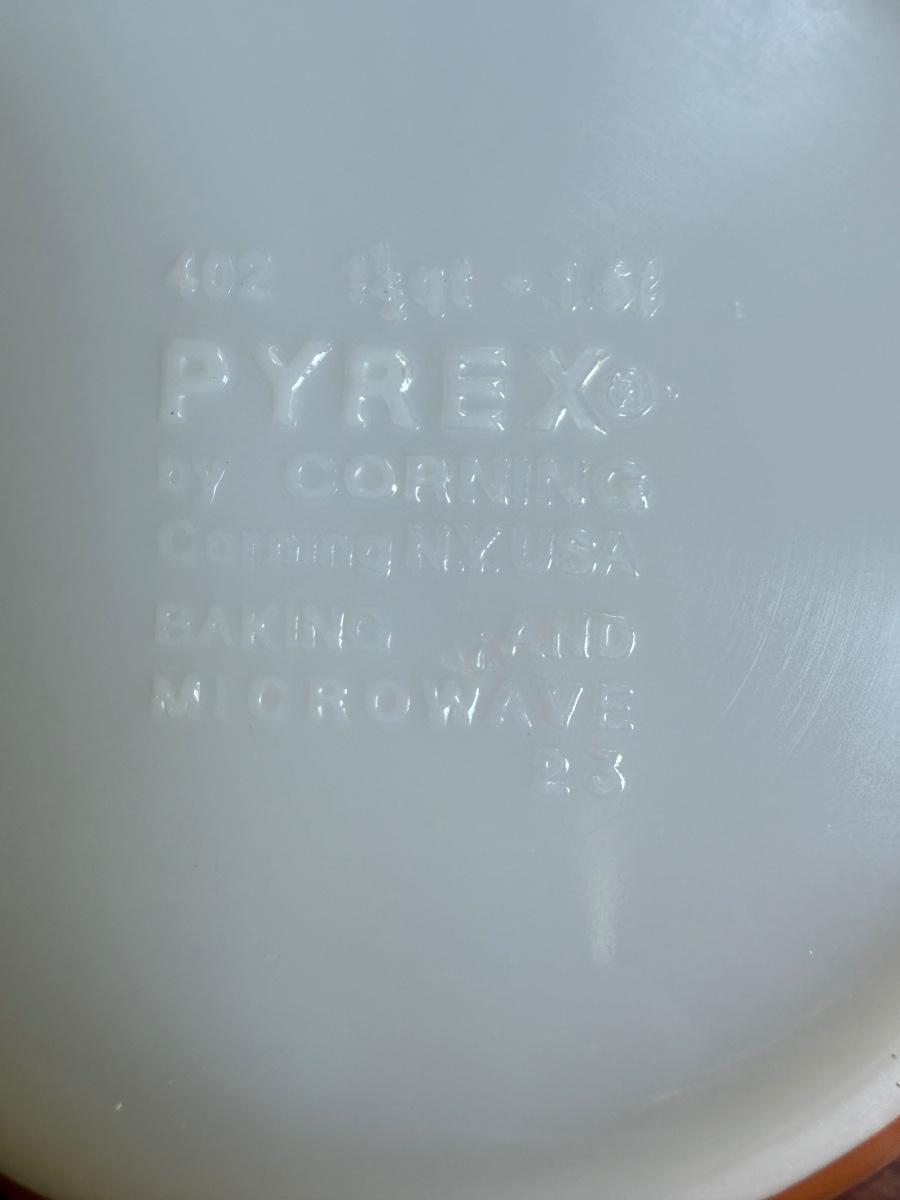 402 1½qt - 1.5ℓ
PYREX®
by CORNING
Corning N.Y. USA
BAKING AND
MICROWAVE
23